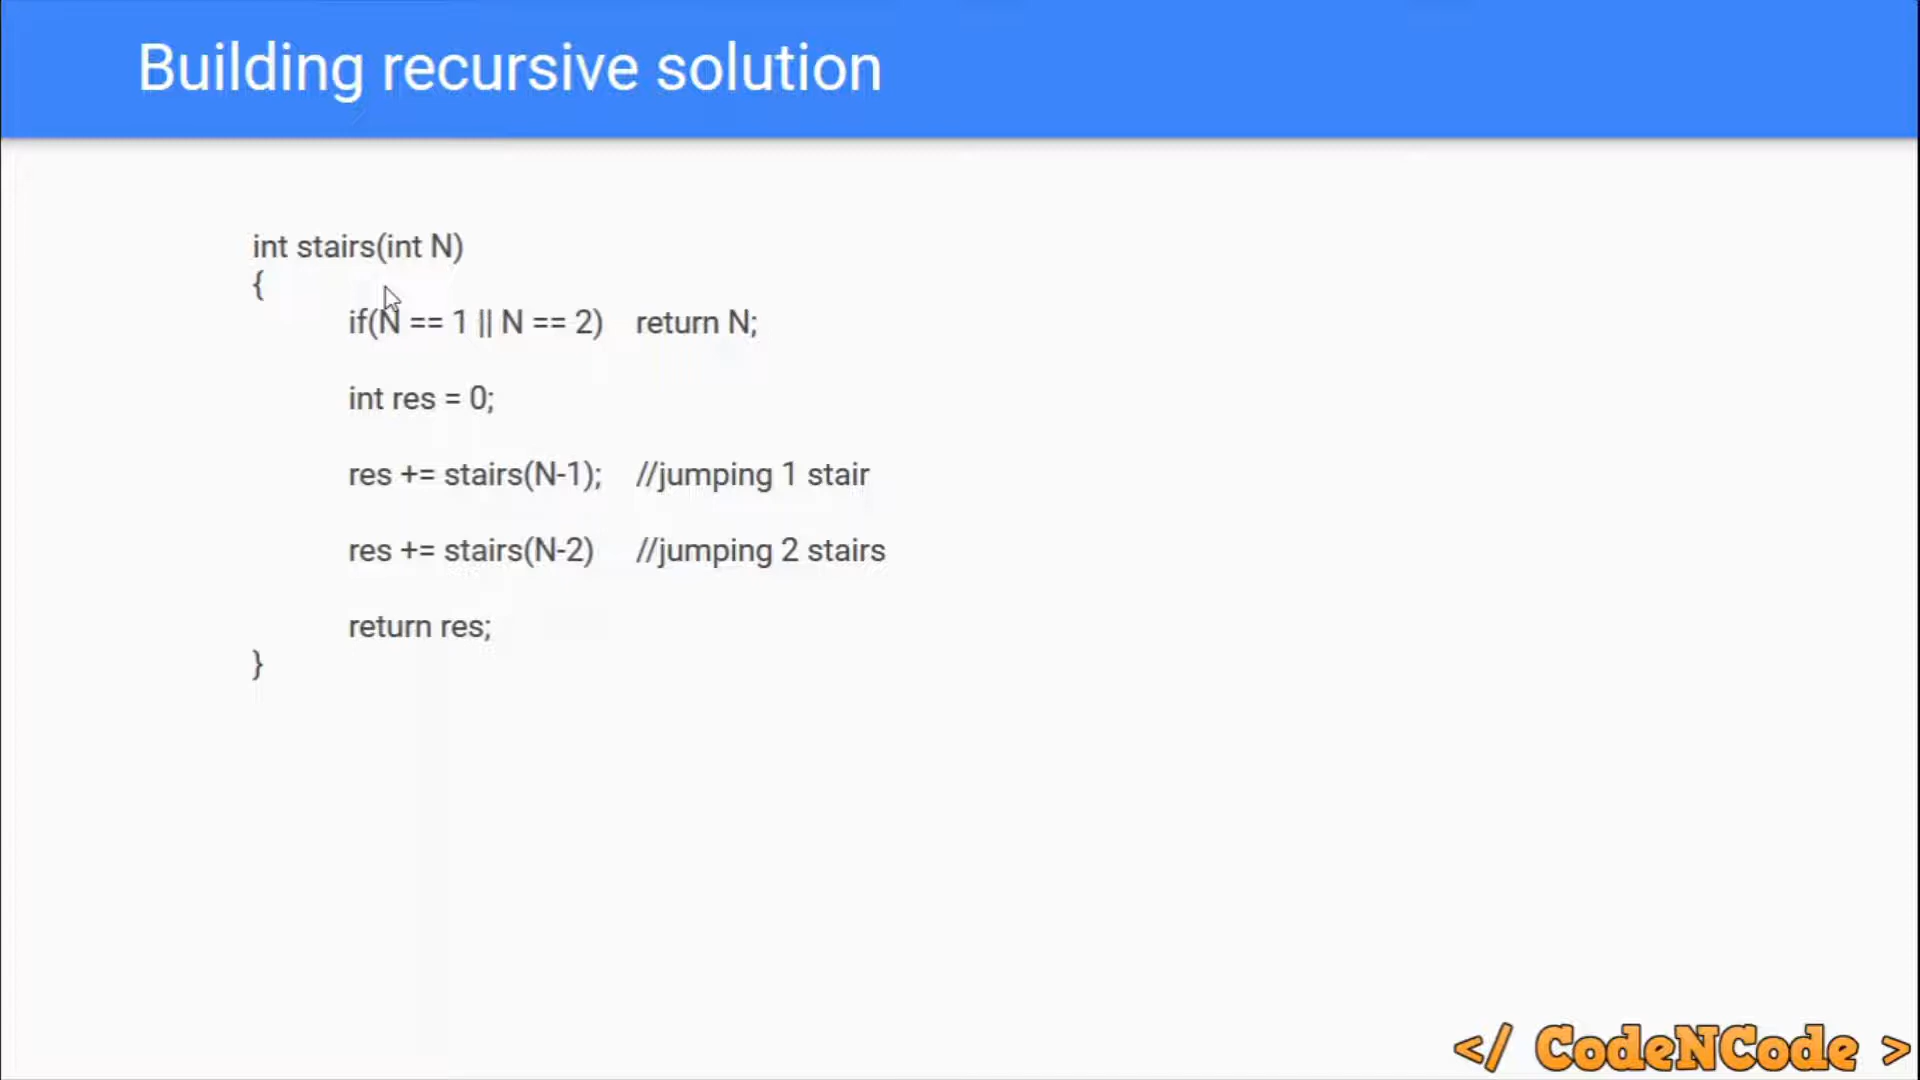 Building recursive solution
int stairs(int N)
{
if(N == 1 || N == 2) return N;
int res = 0;
res += stairs(N-1); //jumping 1 stair
res += stairs(N-2) //jumping 2 stairs
return res;
}
</ CodeNCode >